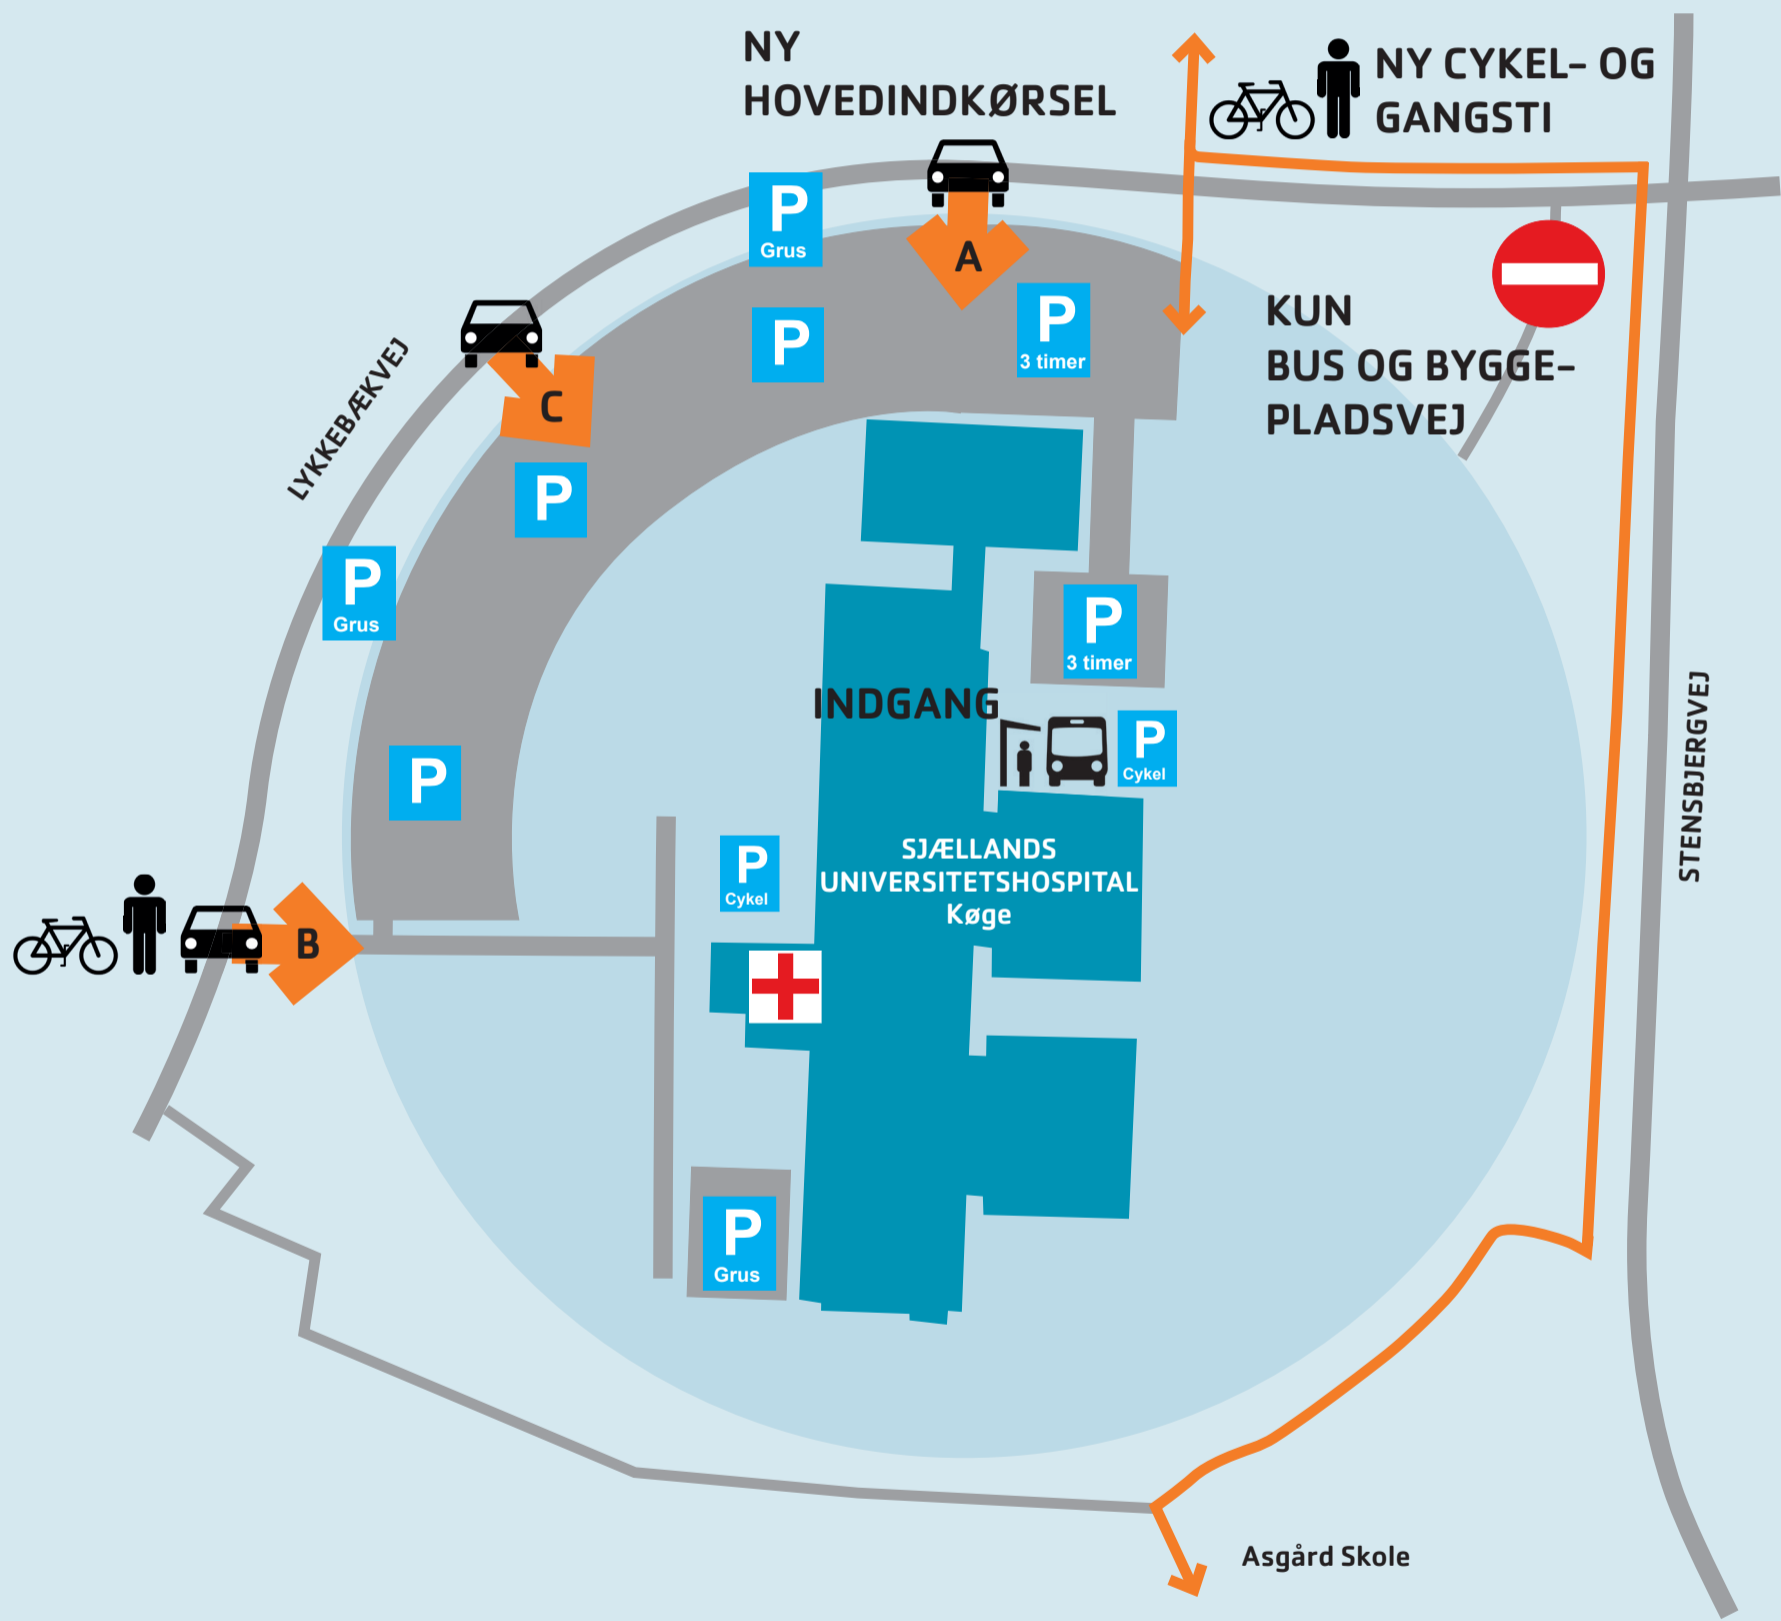 NY
HOVEDINDKØRSEL
NY CYKEL- OG
GANGSTI
P
Grus
A
P
3 timer
P
KUN
BUS OG BYGGE-
PLADSVEJ
LYKKEBÆKVEJ
C
P
P
Grus
P
3 timer
INDGANG
P
Cykel
P
STENSBJERGVEJ
P
Cykel
SJÆLLANDS
UNIVERSITETSHOSPITAL
Køge
B
P
Grus
Asgård Skole